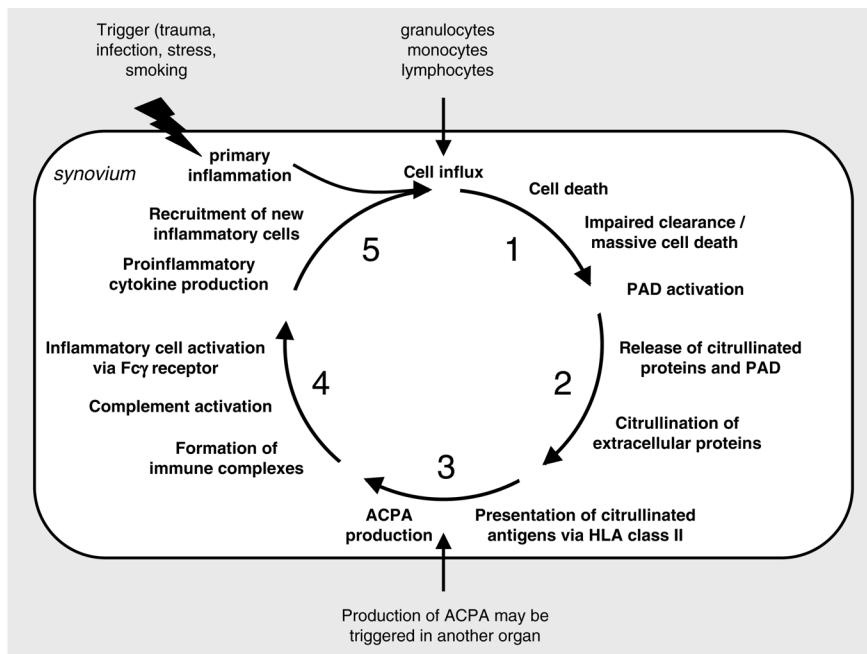 Trigger (trauma,
infection, stress,
smoking
granulocytes
monocytes
lymphocytes
synovium
primary
inflammation
Cell influx
Cell death
Impaired clearance /
massive cell death
1
PAD activation
Release of citrullinated
proteins and PAD
2
Citrullination of
extracellular proteins
Presentation of citrullinated
antigens via HLA class II
3
ACPA
production
Production of ACPA may be
triggered in another organ
Formation of
immune complexes
Complement activation
4
Inflammatory cell activation
via Fcγ receptor
Proinflammatory
cytokine production
5
Recruitment of new
inflammatory cells